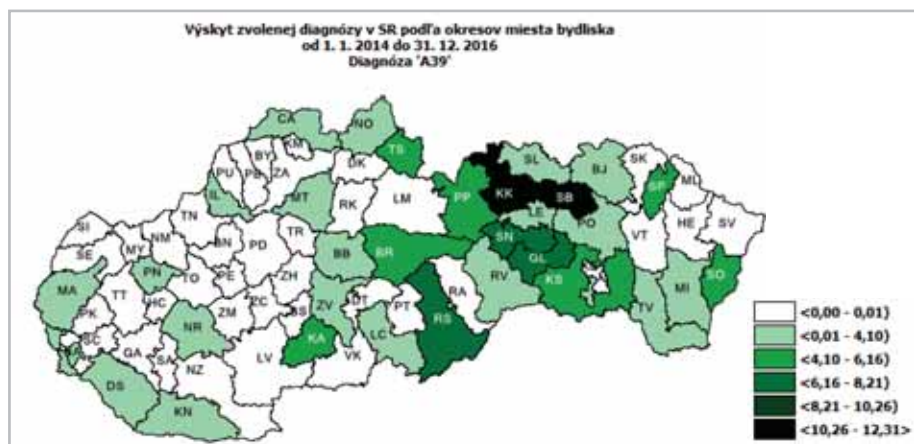 Výskyt zvolenej diagnózy v SR podľa okresov miesta bydliska
od 1. 1. 2014 do 31. 12. 2016
Diagnóza 'A39'
CA
NO
KM
TS
BY
PU
PB
ZA
DK
SL
BJ
SK
SP
ML
IL
MT
RK
LM
PP
KK
SB
LE
PO
VT
HE
SV
TN
SI
SE
MY
NM
BN
PD
TR
BB
BR
SN
GL
KS
RV
RA
SO
MI
TV
MA
PN
TO
PE
ZH
TT
HC
ZM
ZC
BS
ZV
DT
PT
RS
PK
SC
NR
KA
LC
GA
SA
LV
VK
NZ
DS
KN
<0,00 - 0,01)
<0,01 - 4,10)
<4,10 - 6,16)
<6,16 - 8,21)
<8,21 - 10,26)
<10,26 - 12,31>